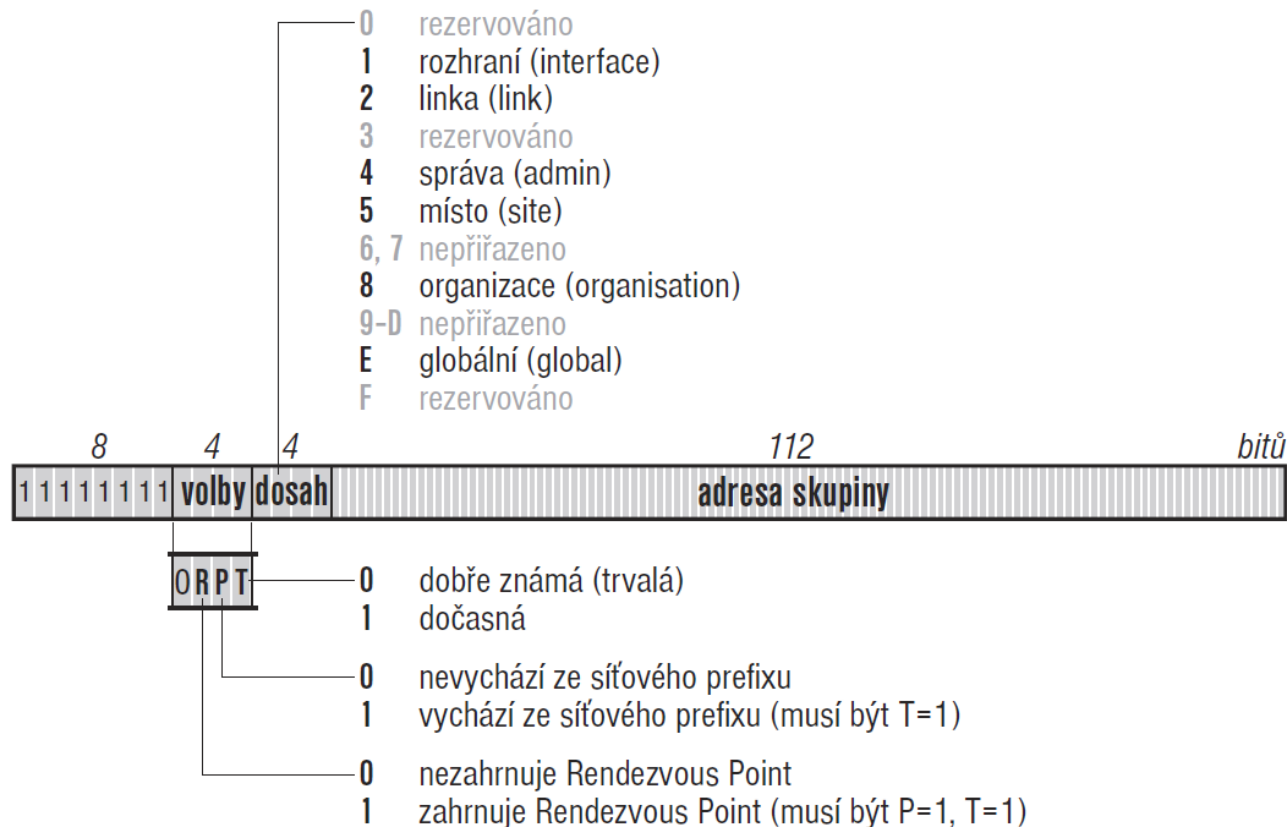 0 rezervováno
1 rozhraní (interface)
2 linka (link)
3 rezervováno
4 správa (admin)
5 místo (site)
6, 7 nepřiřazeno
8 organizace (organisation)
9-D nepřiřazeno
E globální (global)
F rezervováno
8 4 4 112 bitů
1 1 1 1 1 1 1 1 volby dosah adresa skupiny
0 R P T 0 dobře známá (trvalá)
1 dočasná
0 nevychází ze síťového prefixu
1 vychází ze síťového prefixu (musí být T=1)
0 nezahrnuje Rendezvous Point
1 zahrnuje Rendezvous Point (musí být P=1, T=1)